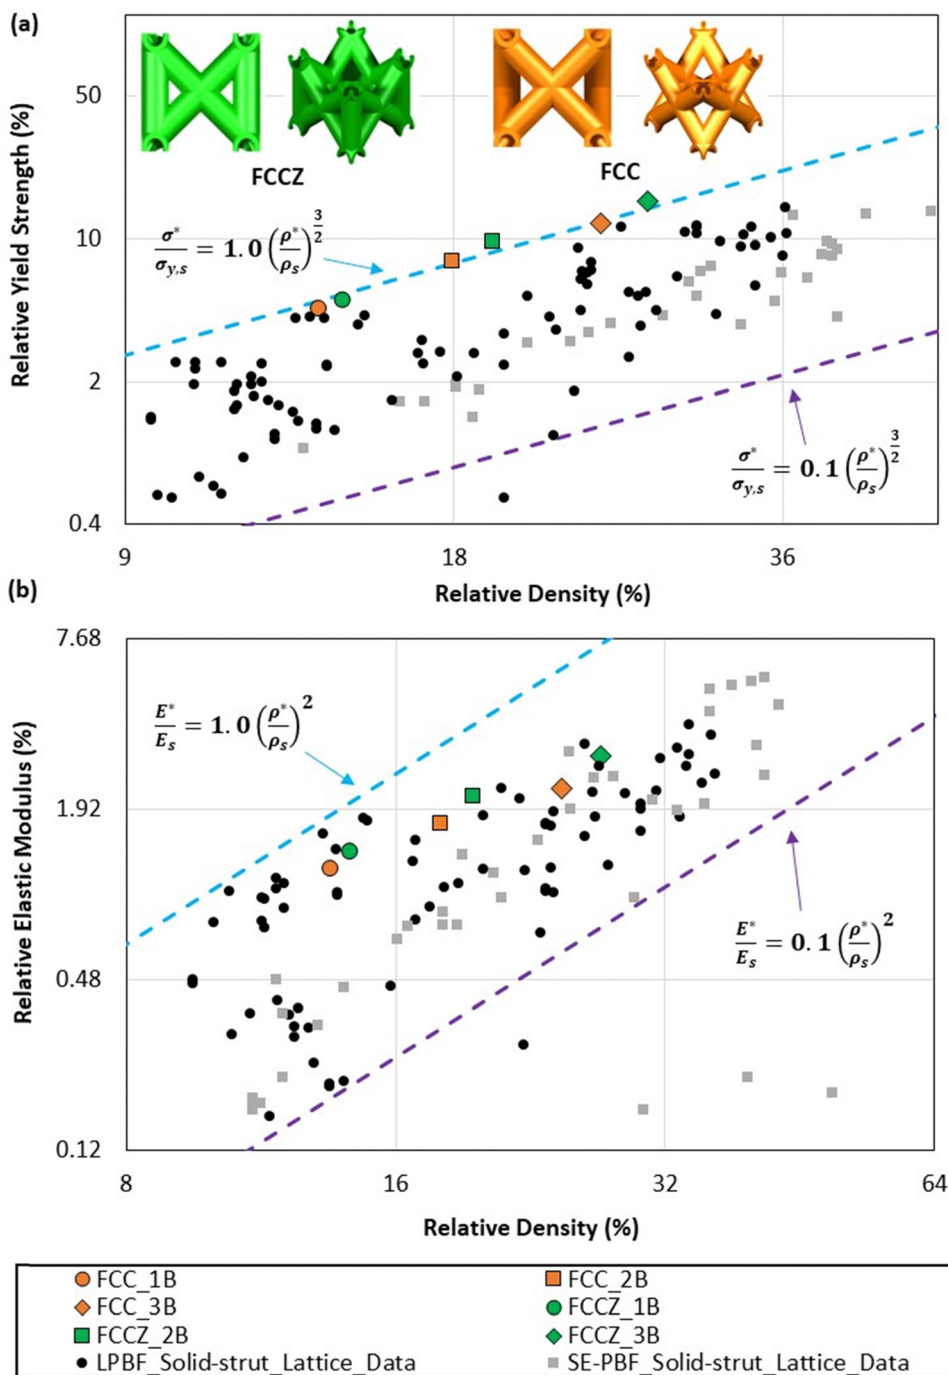 (a)
Relative Yield Strength (%)
50
10
2
0.4
FCCZ
FCC
σ*/σy,s = 1.0 (ρ*/ρs)^3/2
σ*/σy,s = 0.1 (ρ*/ρs)^3/2
9 18 36
Relative Density (%)
(b)
Relative Elastic Modulus (%)
7.68
1.92
0.48
0.12
E*/Es = 1.0 (ρ*/ρs)^2
E*/Es = 0.1 (ρ*/ρs)^2
8 16 32 64
Relative Density (%)
FCC_1B FCC_2B
FCC_3B FCCZ_1B
FCCZ_2B FCCZ_3B
LPBF_Solid-strut_Lattice_Data SE-PBF_Solid-strut_Lattice_Data